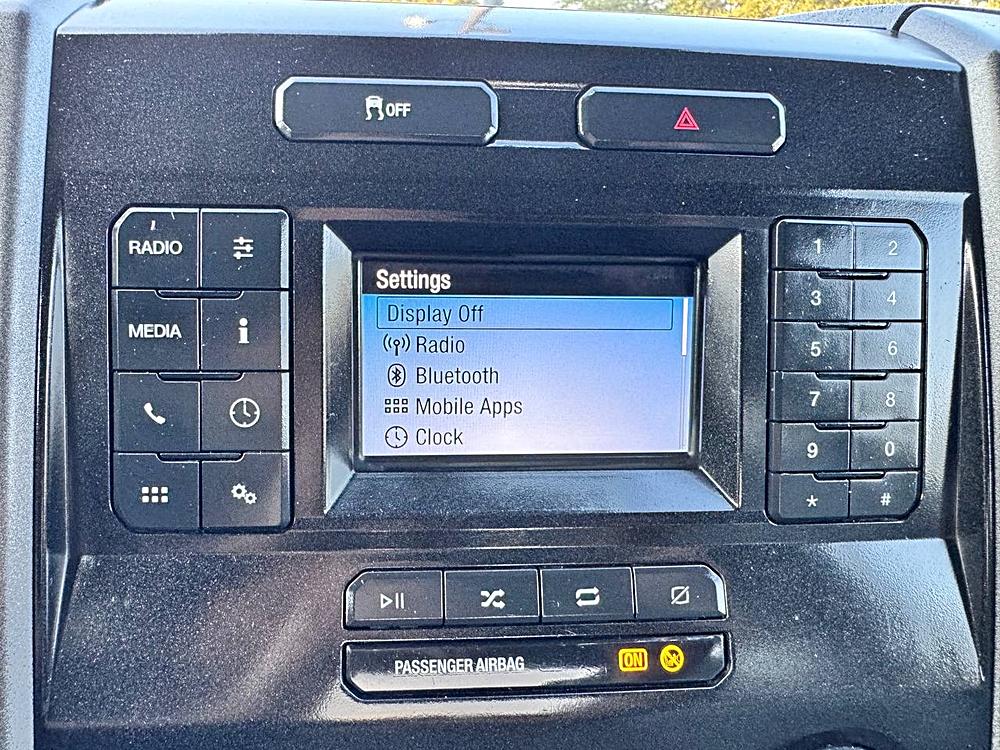 OFF
RADIO
MEDIA
Settings
Display Off
Radio
Bluetooth
Mobile Apps
Clock
1 2
3 4
5 6
7 8
9 0
* #
PASSENGER AIRBAG ON